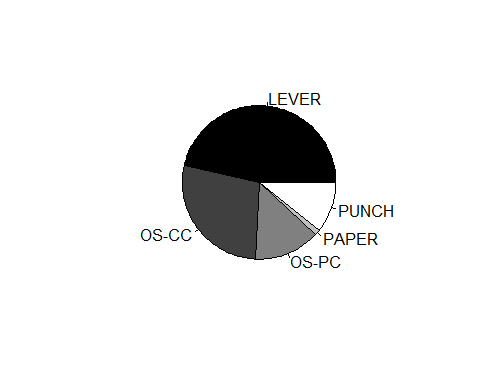 LEVER
PUNCH
OS-CC
PAPER
OS-PC